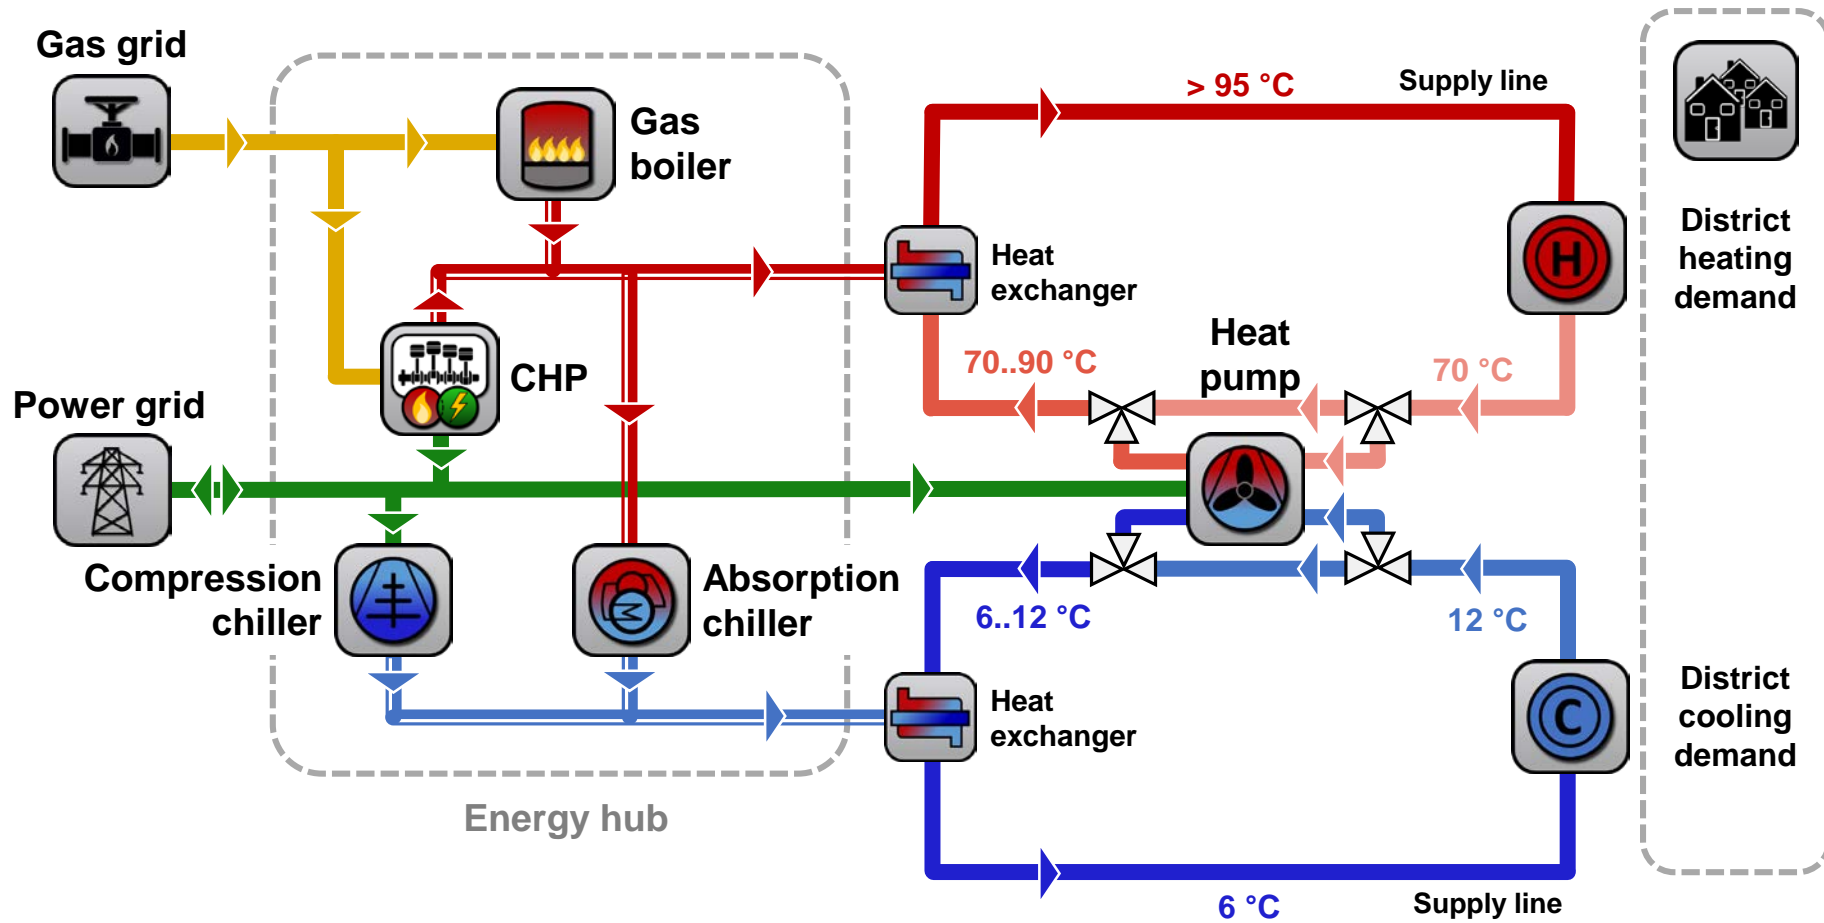 Gas grid
Gas
boiler
> 95 °C
Supply line
Heat
exchanger
H
District
heating
demand
CHP
Heat
pump
70..90 °C
70 °C
Power grid
Compression
chiller
Absorption
chiller
M
6..12 °C
12 °C
Heat
exchanger
C
District
cooling
demand
Energy hub
6 °C
Supply line